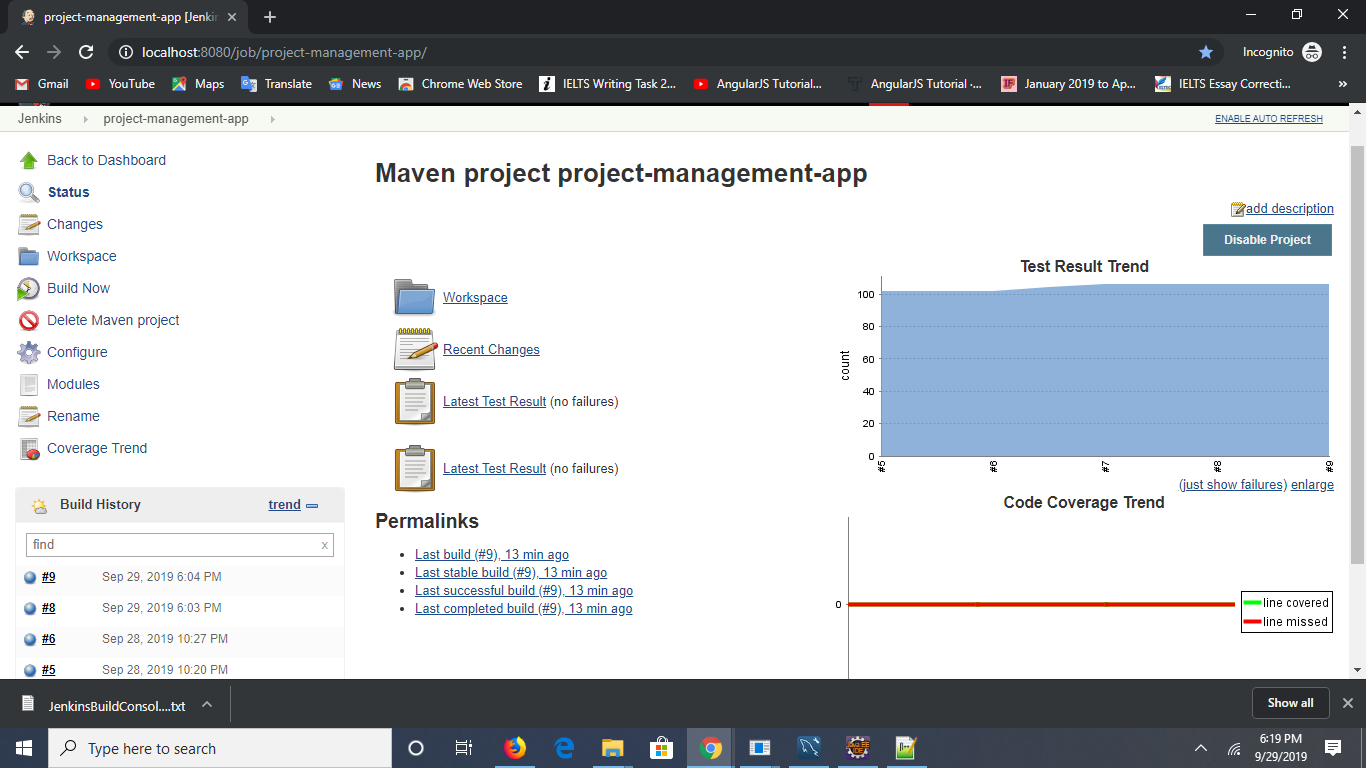 project-management-app [Jenkin
localhost:8080/job/project-management-app/
Incognito
Gmail YouTube Maps Translate News Chrome Web Store IELTS Writing Task 2... AngularJS Tutorial... AngularJS Tutorial -... January 2019 to Ap... IELTS Essay Correcti... »
Jenkins project-management-app ENABLE AUTO REFRESH
Back to Dashboard
Status
Changes
Workspace
Build Now
Delete Maven project
Configure
Modules
Rename
Coverage Trend
Build History trend
find x
#9 Sep 29, 2019 6:04 PM
#8 Sep 29, 2019 6:03 PM
#6 Sep 28, 2019 10:27 PM
#5 Sep 28, 2019 10:20 PM
Maven project project-management-app
add description
Disable Project
Workspace
Recent Changes
Latest Test Result (no failures)
Latest Test Result (no failures)
Permalinks
Last build (#9), 13 min ago
Last stable build (#9), 13 min ago
Last successful build (#9), 13 min ago
Last completed build (#9), 13 min ago
Test Result Trend
100
80
60
40
20
0
count
#5 #6 #7 #8 #9
(just show failures) enlarge
Code Coverage Trend
0
line covered
line missed
JenkinsBuildConsol....txt
Show all
Type here to search
6:19 PM
9/29/2019